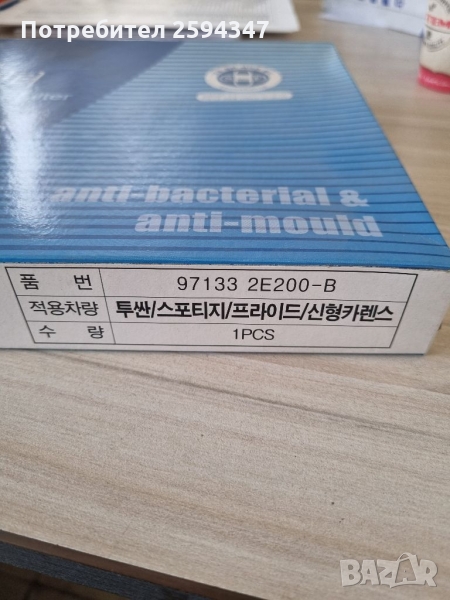 Потребител 2594347
anti-bacterial &
anti-mould
품 번 97133 2E200-B
적용차량 투싼/스포티지/프라이드/신형카렌스
수 량 1PCS
BAZAR